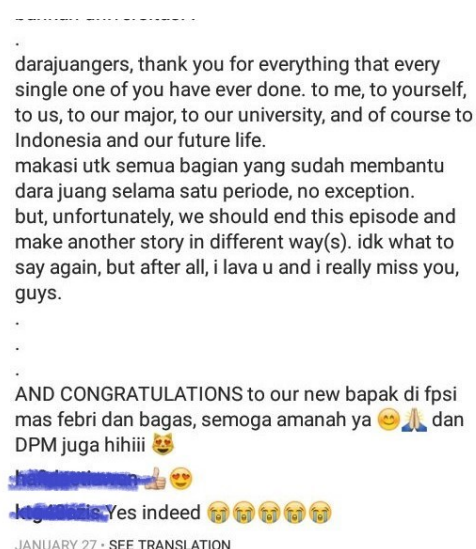 .
darajuangers, thank you for everything that every
single one of you have ever done. to me, to yourself,
to us, to our major, to our university, and of course to
Indonesia and our future life.
makasi utk semua bagian yang sudah membantu
dara juang selama satu periode, no exception.
but, unfortunately, we should end this episode and
make another story in different way(s). idk what to
say again, but after all, i lava u and i really miss you,
guys.
.
.
.
AND CONGRATULATIONS to our new bapak di fpsi
mas febri dan bagas, semoga amanah ya 😊🙏 dan
DPM juga hihiii 😻
👍😍
Yes indeed 😭😭😭😭😭
JANUARY 27 • SEE TRANSLATION